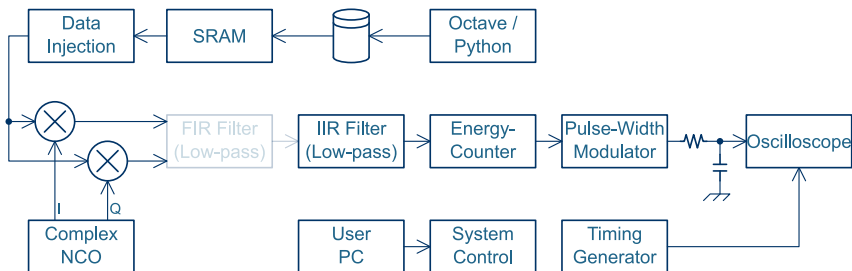 Data
Injection
SRAM
Octave /
Python
FIR Filter
(Low-pass)
IIR Filter
(Low-pass)
Energy-
Counter
Pulse-Width
Modulator
Oscilloscope
I
Q
Complex
NCO
User
PC
System
Control
Timing
Generator